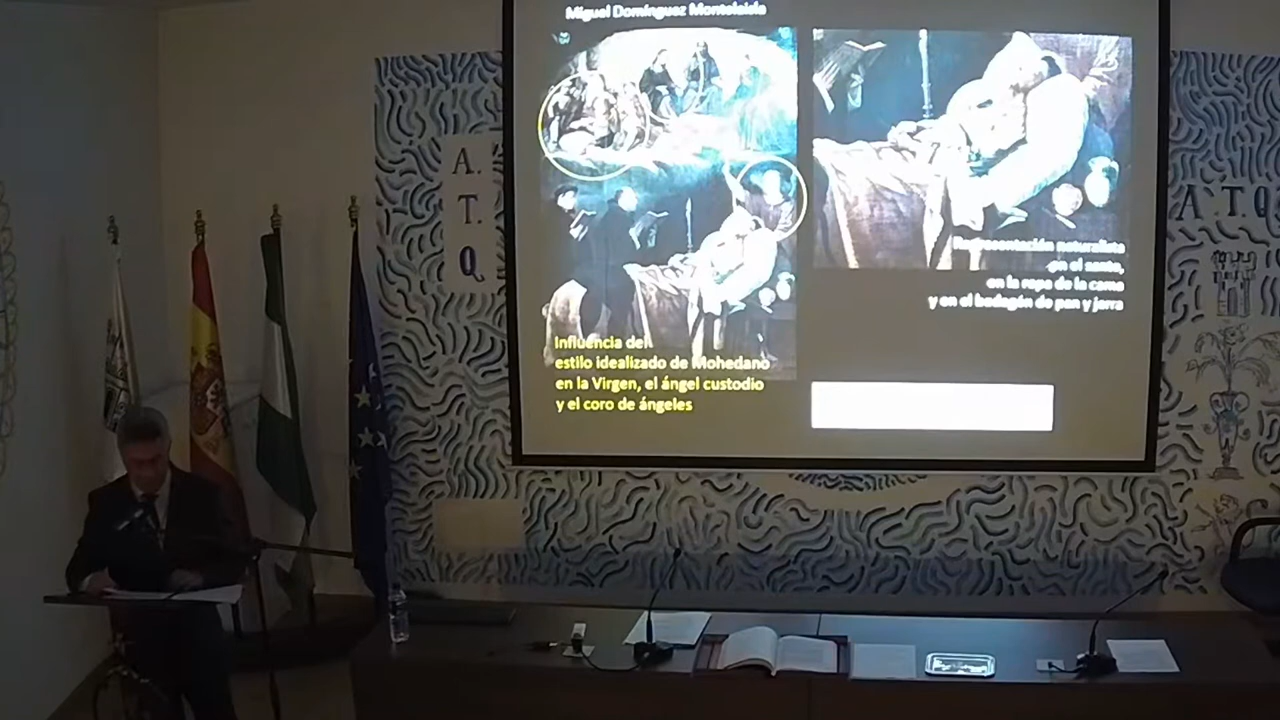 Miguel Domínguez Montelaisla
Representación naturalista
en el santo,
en la ropa de la cama
y en el bodegón de pan y jarra
Influencia del
estilo idealizado de Mohedano
en la Virgen, el ángel custodio
y el coro de ángeles
A.
T.
Q
A.T.Q